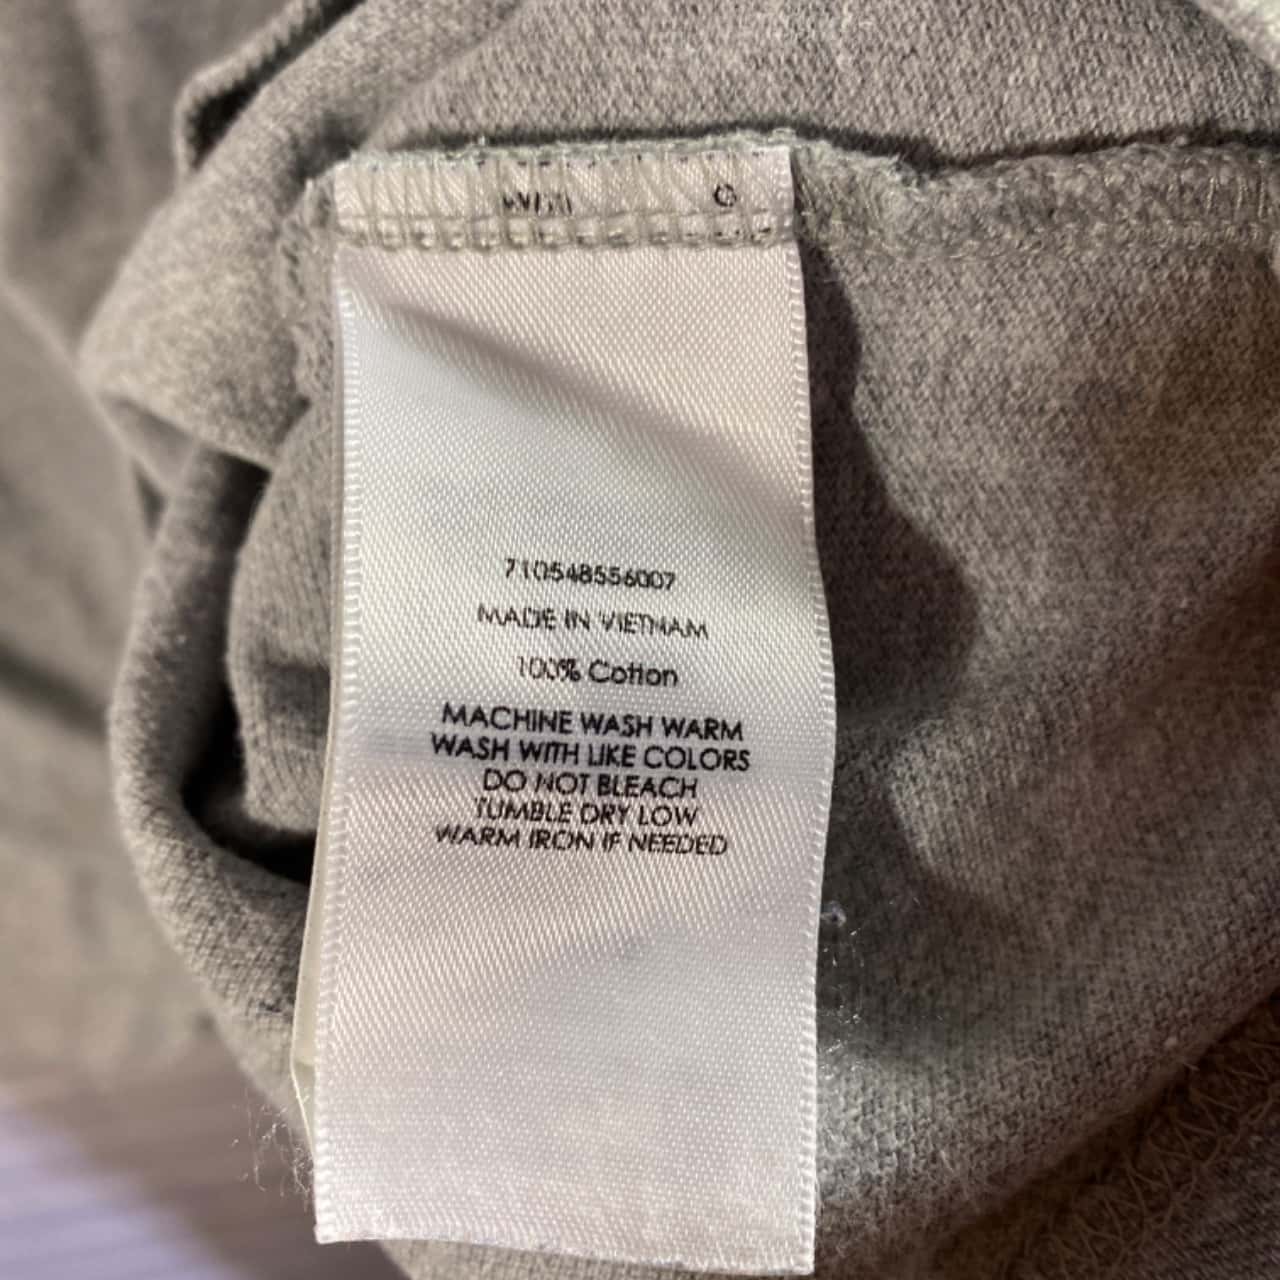 710548556007
MADE IN VIETNAM
100% Cotton
MACHINE WASH WARM
WASH WITH LIKE COLORS
DO NOT BLEACH
TUMBLE DRY LOW
WARM IRON IF NEEDED